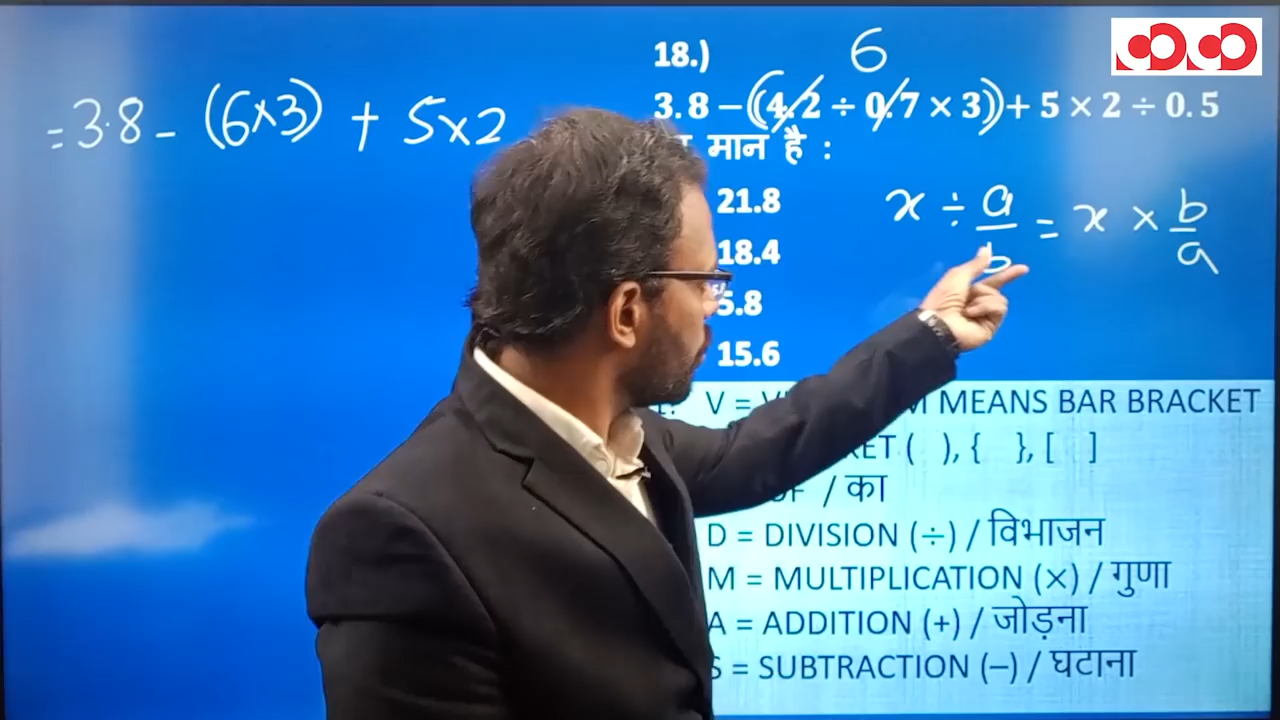 18.)
6
3.8 − (4.2 ÷ 0.7 × 3) + 5 × 2 ÷ 0.5
= 3.8 - (6×3) + 5×2
मान है :
21.8
x ÷ a/b = x × b/a
18.4
5.8
15.6
V = MEANS BAR BRACKET
( ), { }, [ ]
/ का
D = DIVISION (÷) / विभाजन
M = MULTIPLICATION (×) / गुणा
A = ADDITION (+) / जोड़ना
S = SUBTRACTION (–) / घटाना